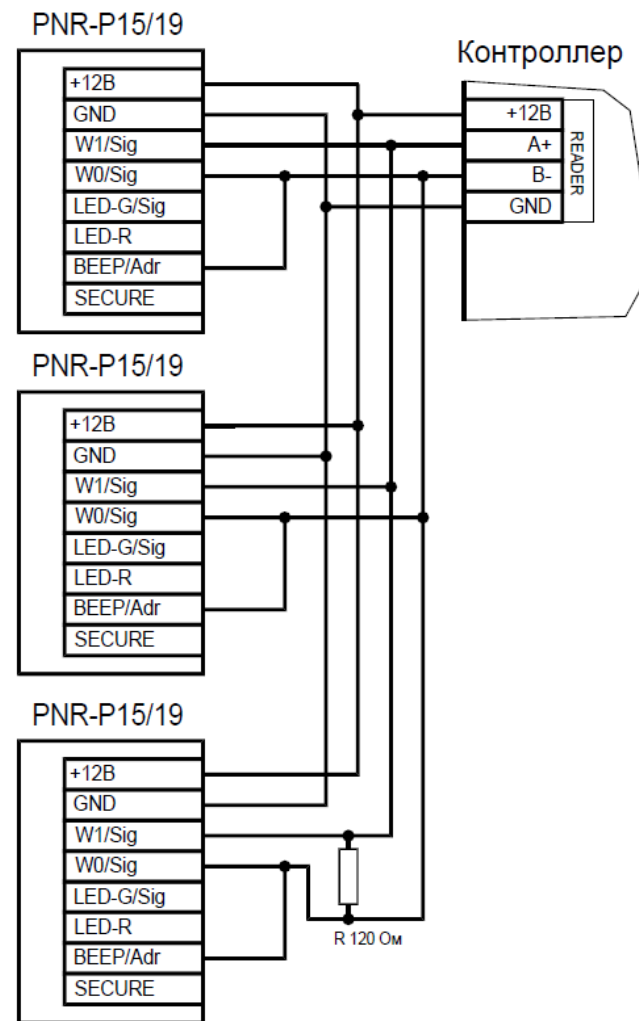 PNR-P15/19
+12В
GND
W1/Sig
W0/Sig
LED-G/Sig
LED-R
BEEP/Adr
SECURE
Контроллер
+12В
A+
B-
GND
READER
PNR-P15/19
+12В
GND
W1/Sig
W0/Sig
LED-G/Sig
LED-R
BEEP/Adr
SECURE
PNR-P15/19
+12В
GND
W1/Sig
W0/Sig
LED-G/Sig
LED-R
BEEP/Adr
SECURE
R 120 Ом